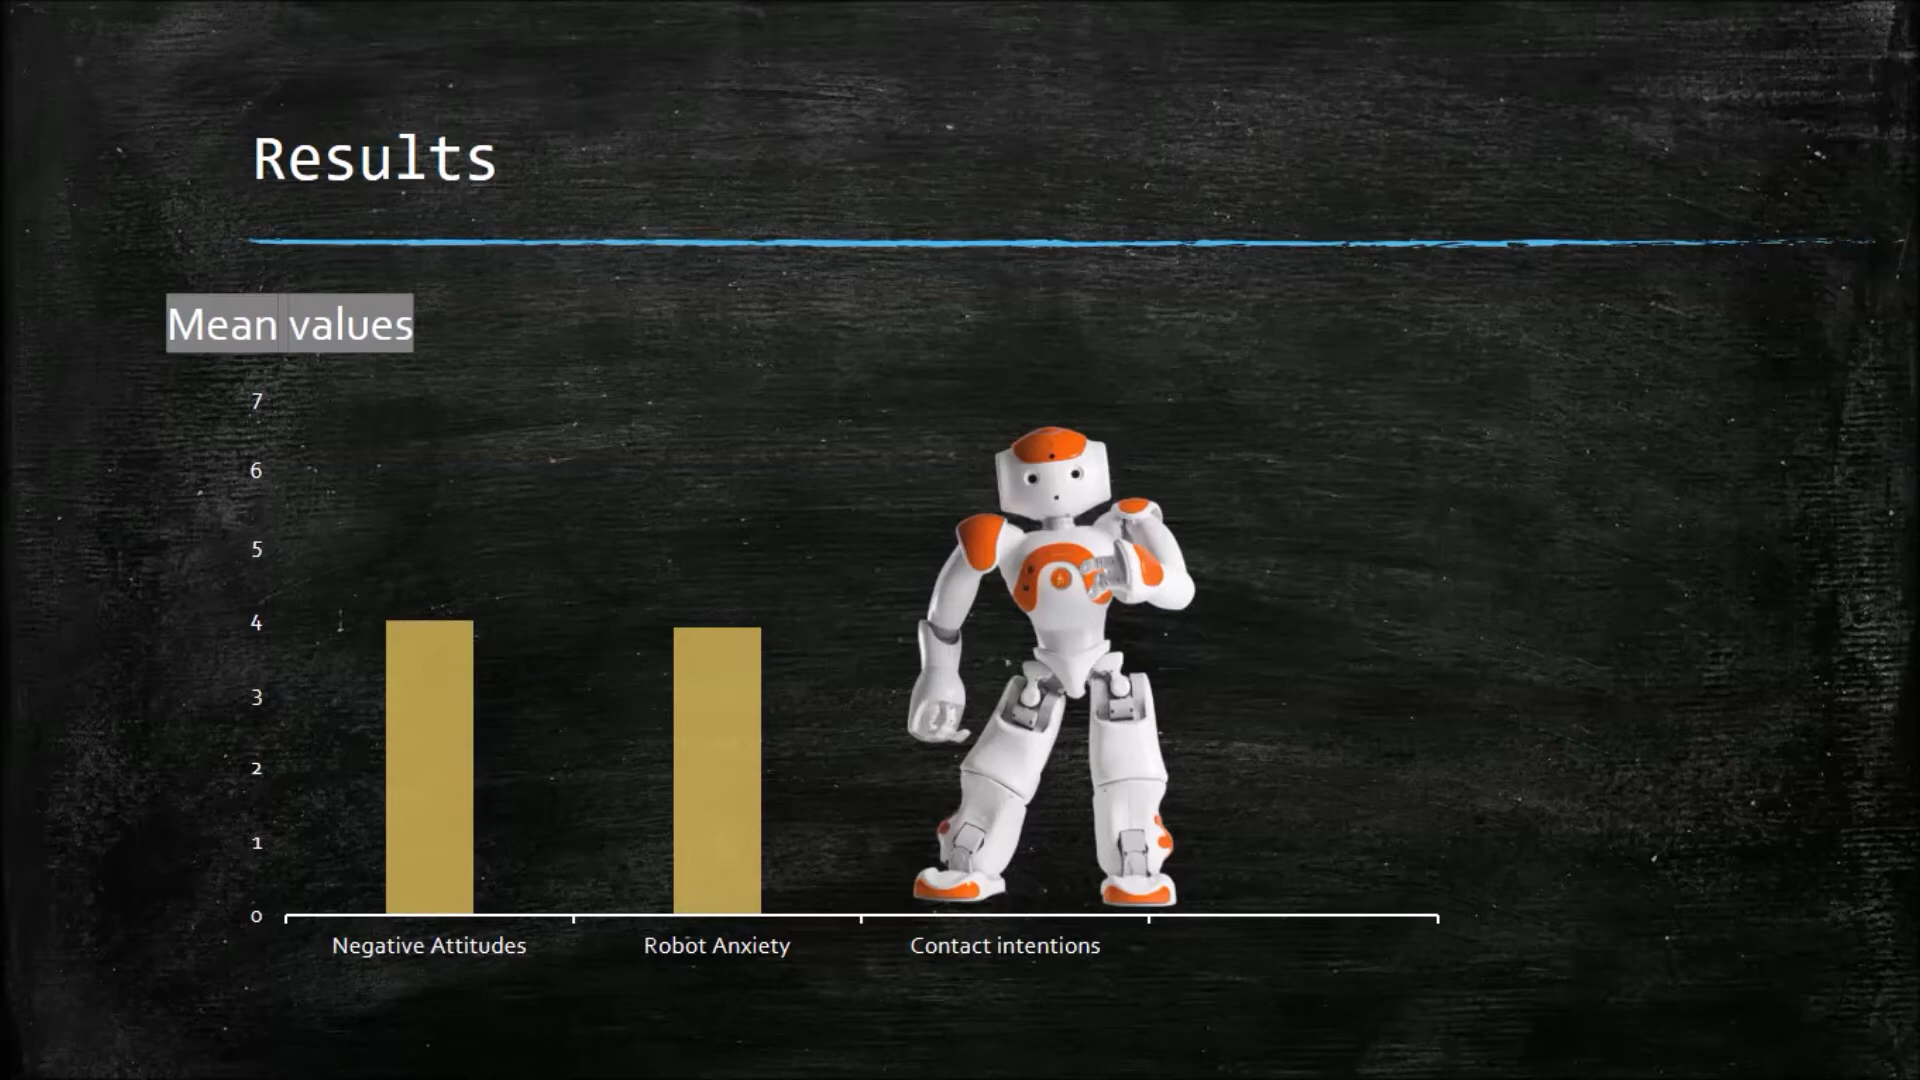 Results
Mean values
7
6
5
4
3
2
1
0
Negative Attitudes
Robot Anxiety
Contact intentions